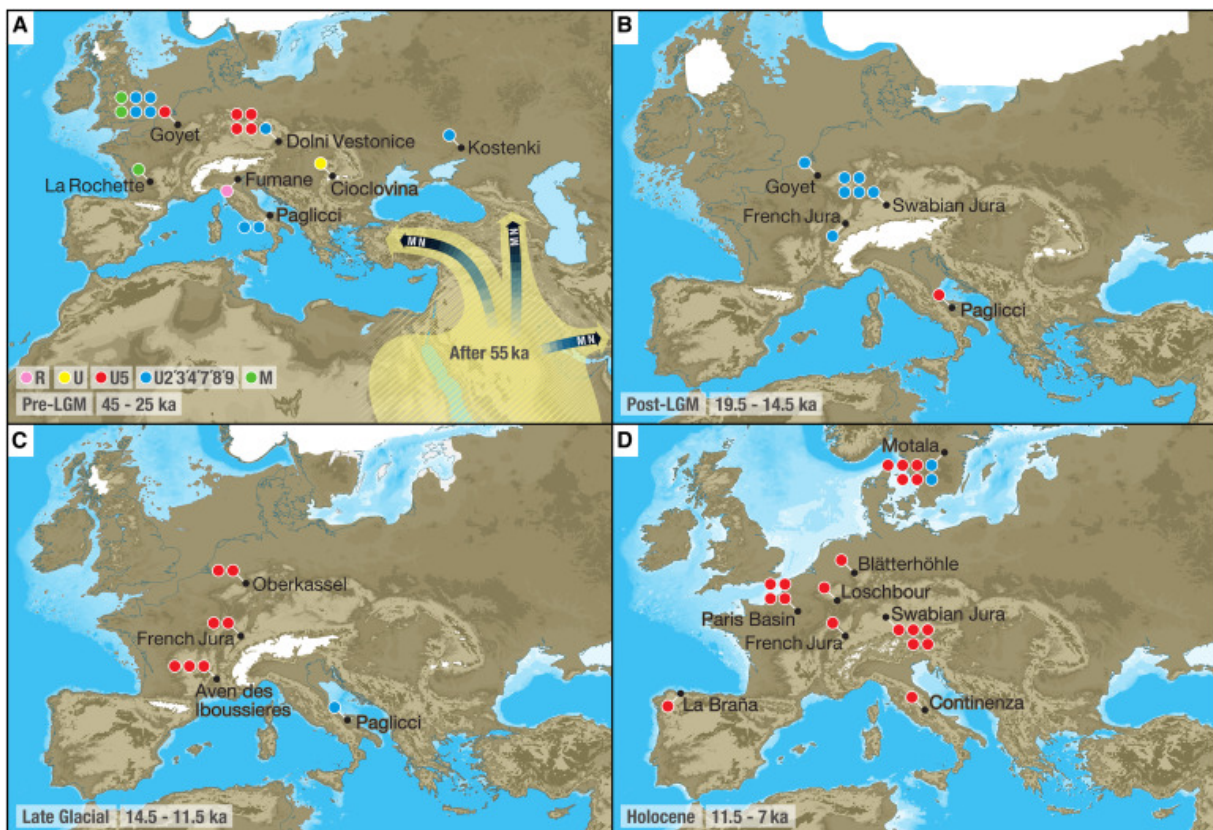 A
Goyet
Dolni Vestonice
Kostenki
La Rochette
Fumane
Cioclovina
Paglicci
M N
M N
M N
After 55 ka
R U U5 U2'3'4'7'8'9 M
Pre-LGM 45 - 25 ka
B
Goyet
Swabian Jura
French Jura
Paglicci
Post-LGM 19.5 - 14.5 ka
C
Oberkassel
French Jura
Aven des
Iboussieres
Paglicci
Late Glacial 14.5 - 11.5 ka
D
Motala
Blätterhöhle
Loschbour
Paris Basin
Swabian Jura
French Jura
La Braña
Continenza
Holocene 11.5 - 7 ka